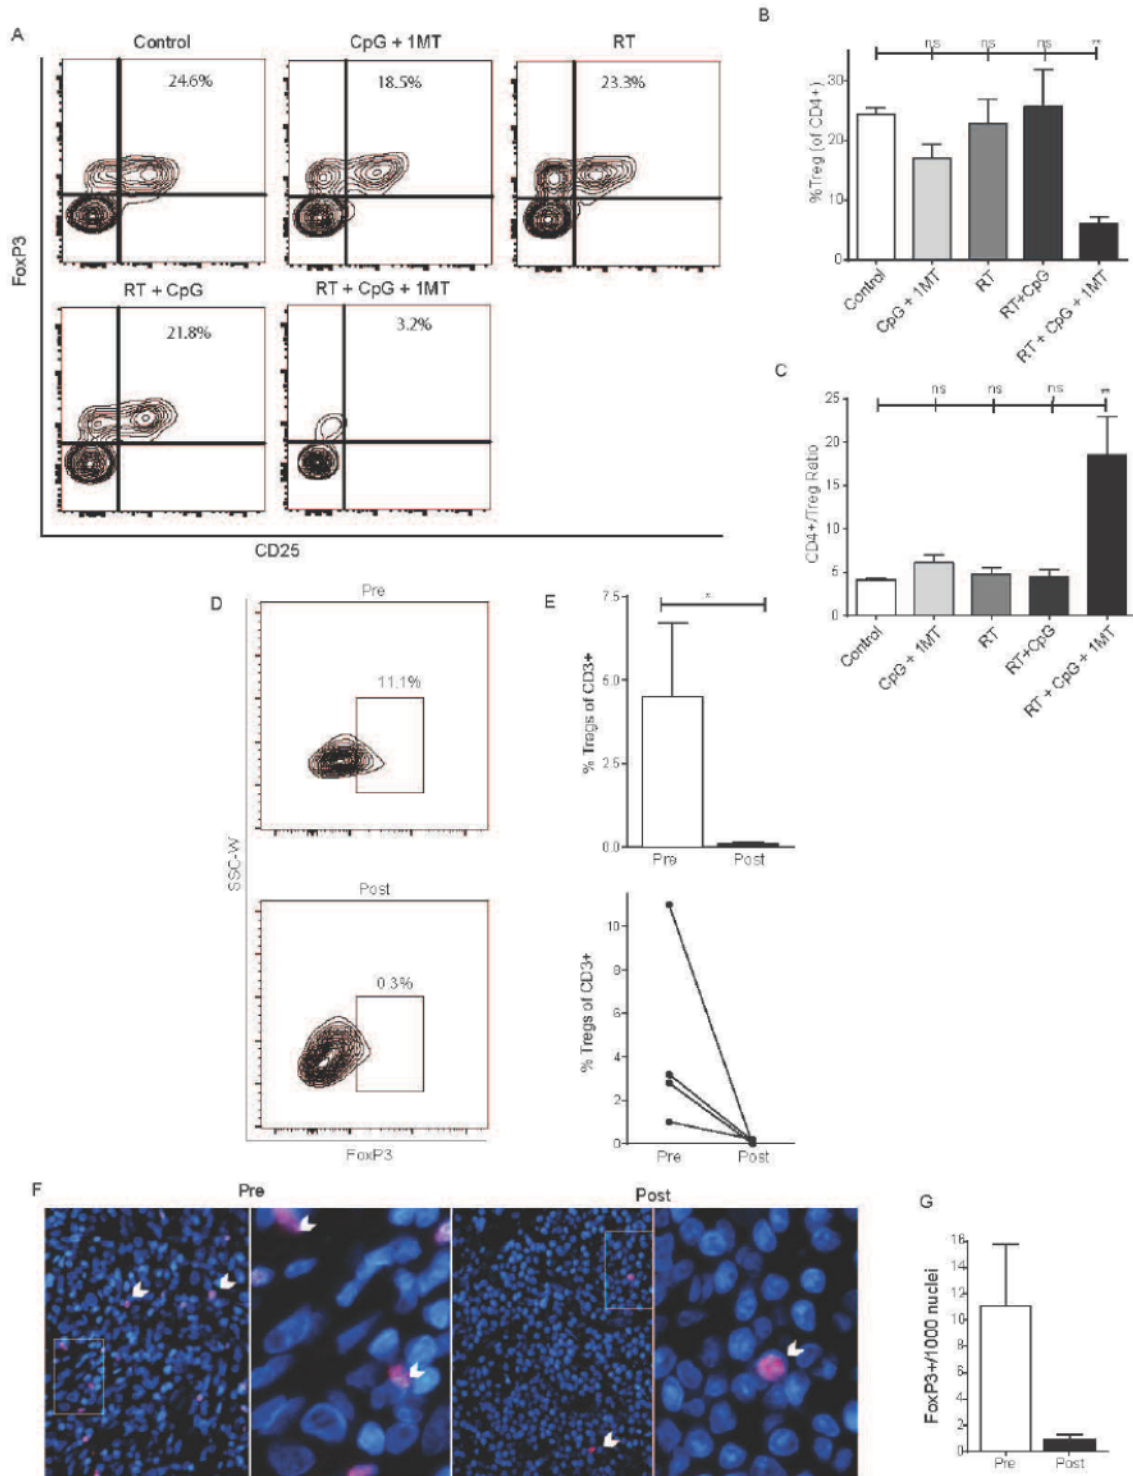 A
Control
CpG + 1MT
RT
24.6%
18.5%
23.3%
RT + CpG
RT + CpG + 1MT
21.8%
3.2%
FoxP3
CD25
B
ns
ns
ns
%Treg (of CD4+)
30
20
10
0
Control
CpG + 1MT
RT
RT+CpG
RT + CpG + 1MT
C
ns
ns
ns
CD4+/Treg Ratio
25
20
15
10
5
0
Control
CpG + 1MT
RT
RT+CpG
RT + CpG + 1MT
D
Pre
11.1%
Post
0.3%
SSC-W
FoxP3
E
*
% Tregs of CD3+
7.5
5.0
2.5
0.0
Pre
Post
% Tregs of CD3+
10
8
6
4
2
0
Pre
Post
F
Pre
Post
G
FoxP3+/1000 nuclei
16
14
12
10
8
6
4
2
0
Pre
Post